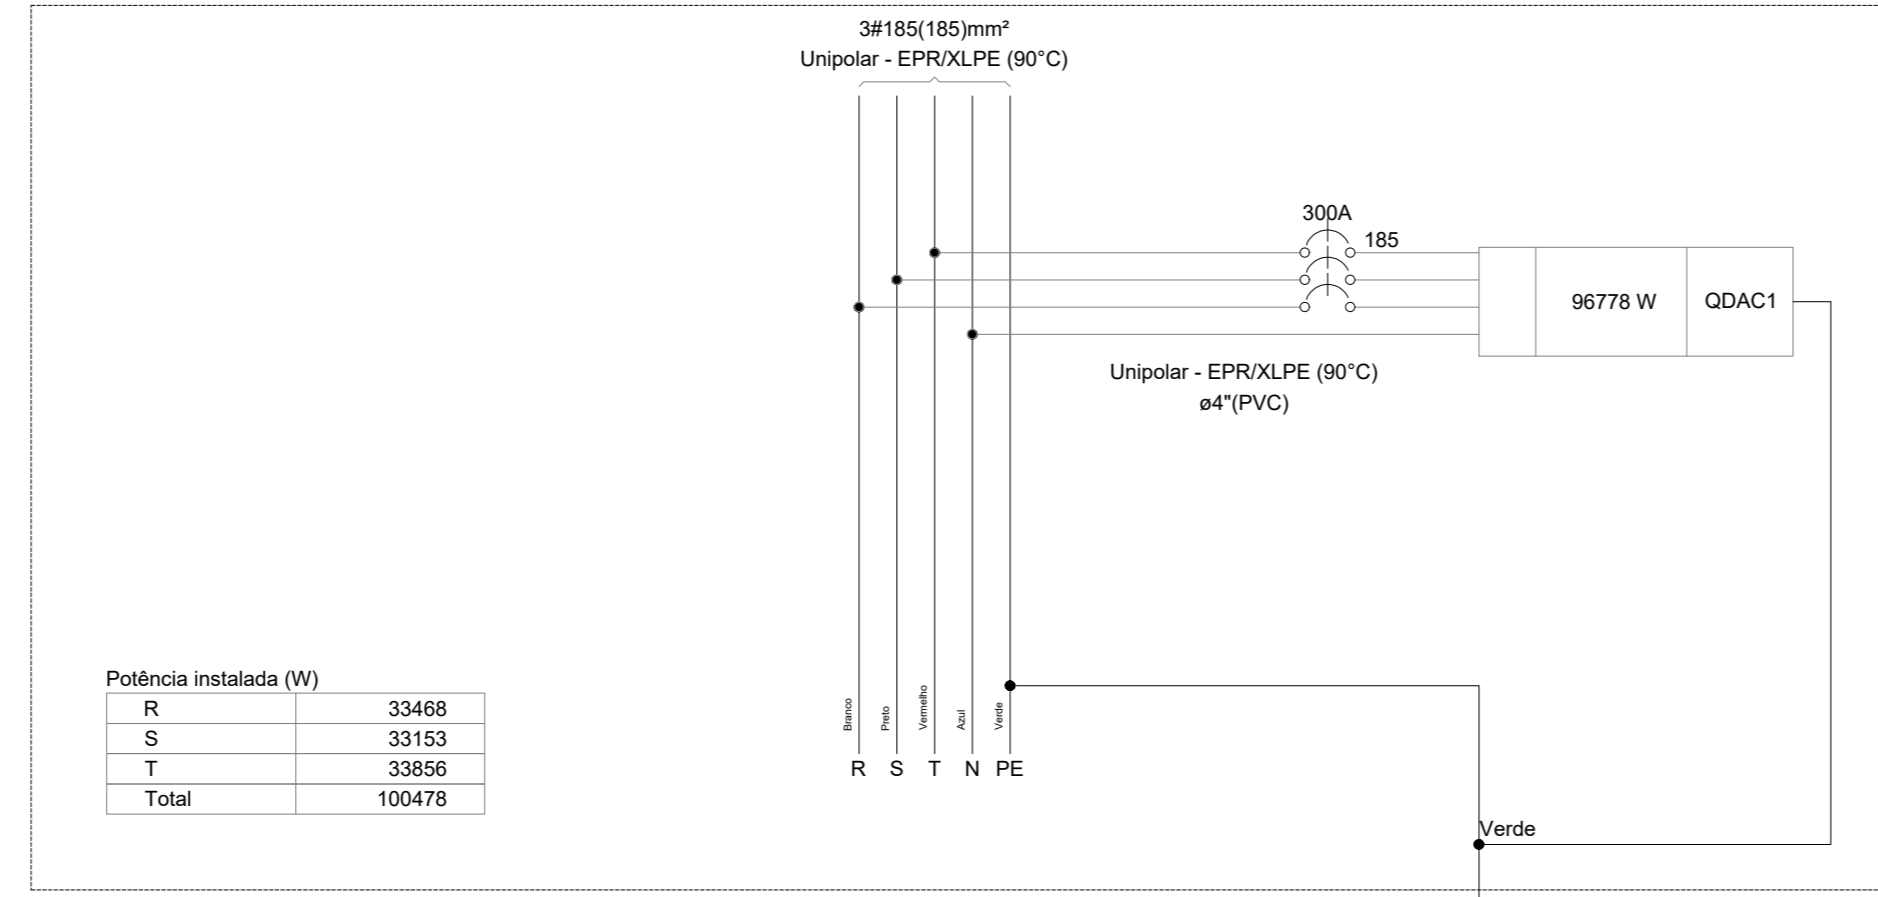 3#185(185)mm²
Unipolar - EPR/XLPE (90°C)
300A
185
96778 W
QDAC1
Unipolar - EPR/XLPE (90°C)
ø4"(PVC)
Potência instalada (W)
R 33468
S 33153
T 33856
Total 100478
Branco
Preto
Vermelho
Azul
Verde
R S T N PE
Verde